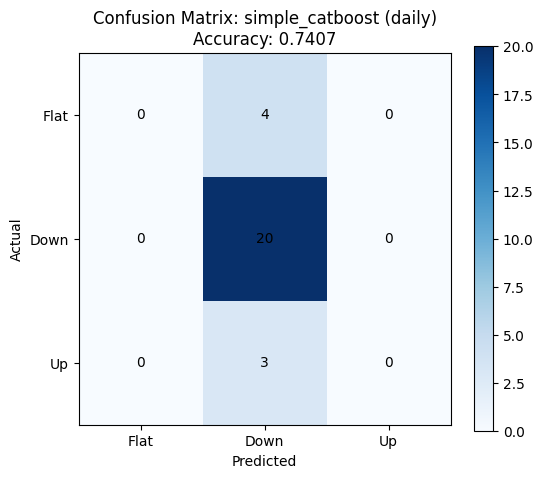 Confusion Matrix: simple_catboost (daily)
Accuracy: 0.7407
Flat 0 4 0
Down 0 20 0
Up 0 3 0
Flat Down Up
Predicted
Actual
20.0
17.5
15.0
12.5
10.0
7.5
5.0
2.5
0.0